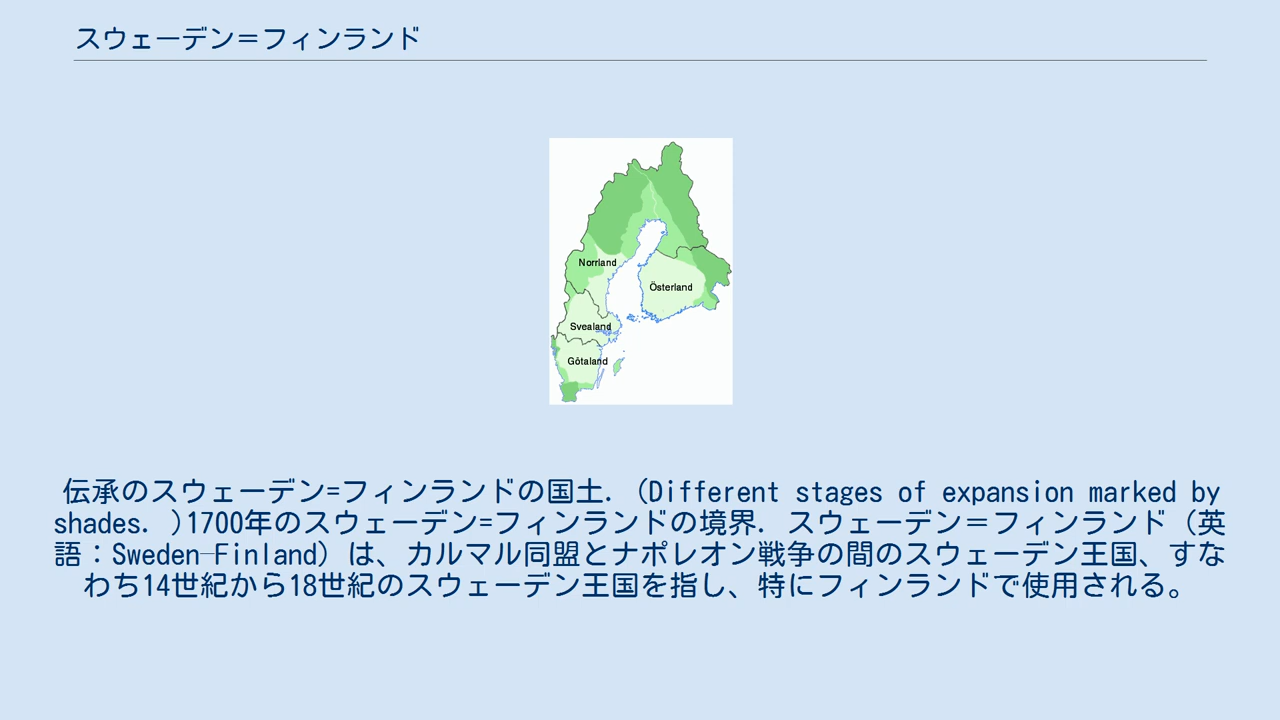 スウェーデン＝フィンランド
Norrland
Österland
Svealand
Götaland
伝承のスウェーデン=フィンランドの国土. (Different stages of expansion marked by
shades. )1700年のスウェーデン=フィンランドの境界. スウェーデン＝フィンランド（英
語：Sweden–Finland）は、カルマル同盟とナポレオン戦争の間のスウェーデン王国、すな
わち14世紀から18世紀のスウェーデン王国を指し、特にフィンランドで使用される。